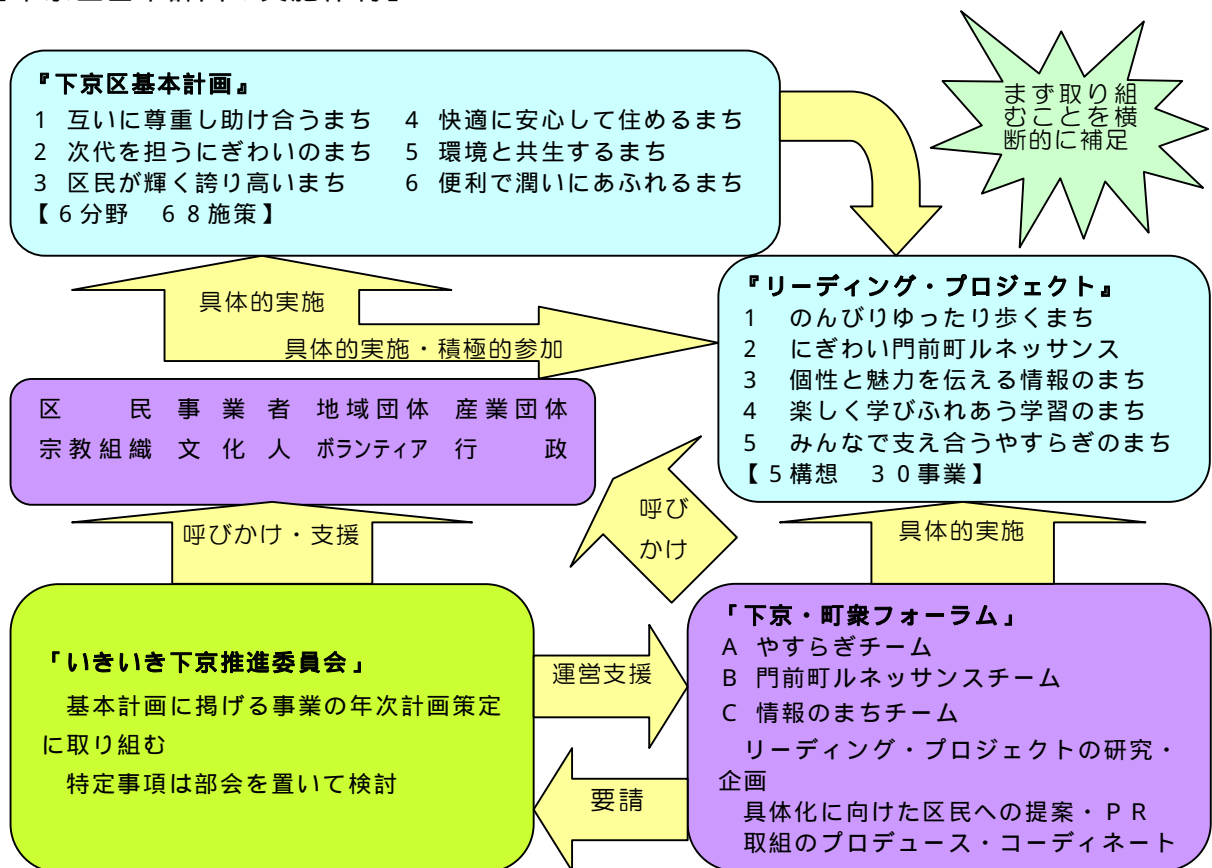 『下京区基本計画』
1 互いに尊重し助け合うまち 4 快適に安心して住めるまち
2 次代を担うにぎわいのまち 5 環境と共生するまち
3 区民が輝く誇り高いまち 6 便利で潤いにあふれるまち
【6分野 68施策】
まず取り組
むことを横
断的に補足
具体的実施
具体的実施・積極的参加
『リーディング・プロジェクト』
1 のんびりゆったり歩くまち
2 にぎわい門前町ルネッサンス
3 個性と魅力を伝える情報のまち
4 楽しく学びふれあう学習のまち
5 みんなで支え合うやすらぎのまち
【5構想 30事業】
区民 事業者 地域団体 産業団体
宗教組織 文化人 ボランティア 行政
呼びかけ・支援
呼び
かけ
具体的実施
「いきいき下京推進委員会」
基本計画に掲げる事業の年次計画策定
に取り組む
特定事項は部会を置いて検討
運営支援
要請
「下京・町衆フォーラム」
A やすらぎチーム
B 門前町ルネッサンスチーム
C 情報のまちチーム
リーディング・プロジェクトの研究・
企画
具体化に向けた区民への提案・PR
取組のプロデュース・コーディネート